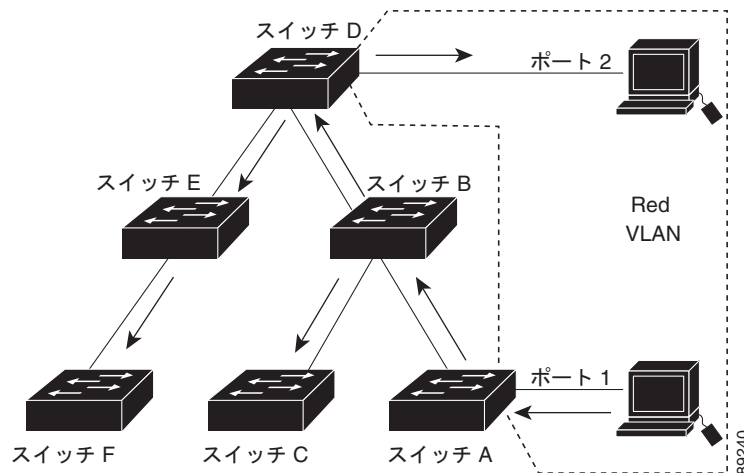 スイッチ D
ポート 2
スイッチ E
スイッチ B
Red
VLAN
ポート 1
スイッチ F
スイッチ C
スイッチ A
89240